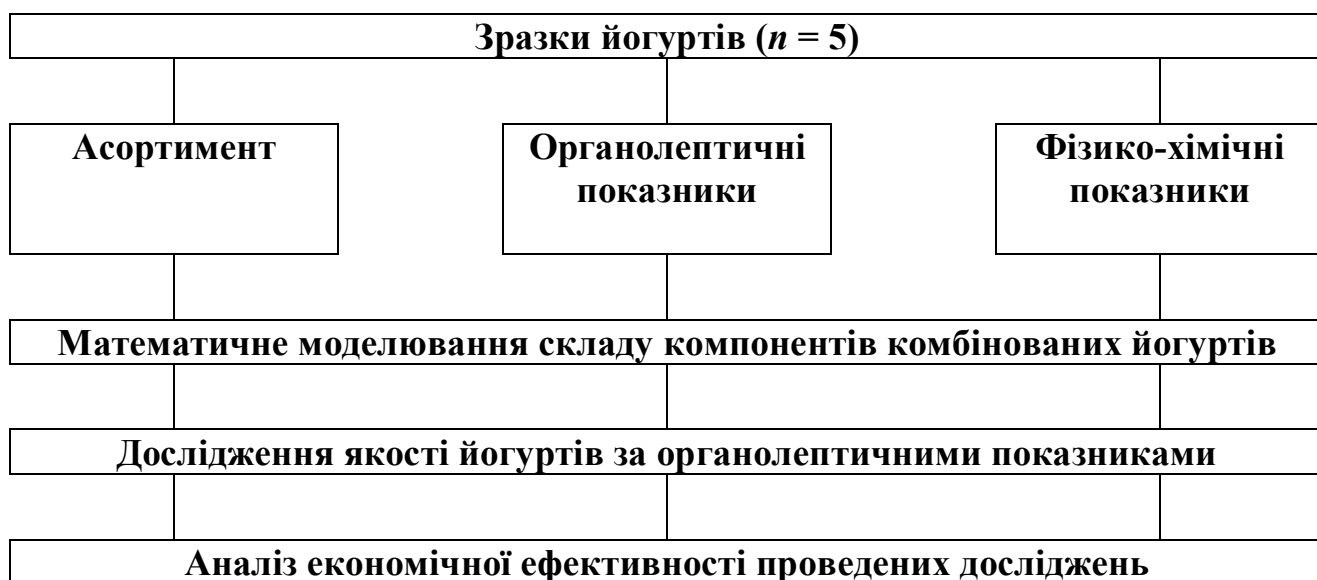 Зразки йогуртів (n = 5)
Асортимент
Органолептичні
показники
Фізико-хімічні
показники
Математичне моделювання складу компонентів комбінованих йогуртів
Дослідження якості йогуртів за органолептичними показниками
Аналіз економічної ефективності проведених досліджень